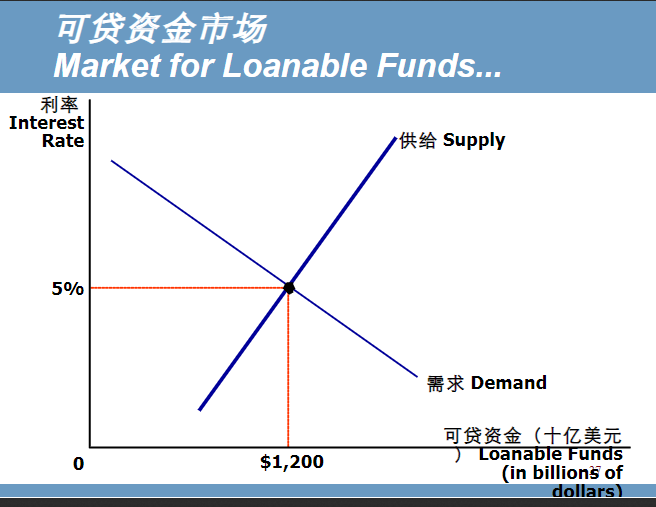 可贷资金市场
Market for Loanable Funds...
利率
Interest
Rate
供给 Supply
5%
需求 Demand
可贷资金（十亿美元
） Loanable Funds
(in billions of
dollars)
0
$1,200